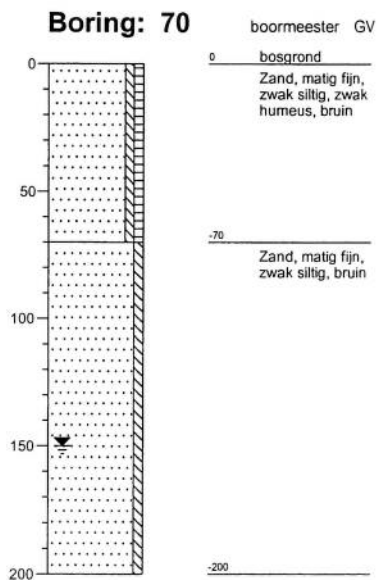 Boring: 70
boormeester GV
0
0
bosgrond
Zand, matig fijn,
zwak siltig, zwak
humeus, bruin
50
-70
Zand, matig fijn,
zwak siltig, bruin
100
150
200
-200